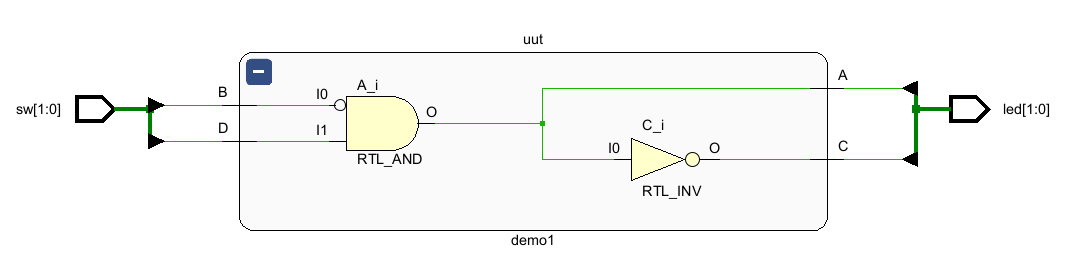 uut
sw[1:0]
B
D
I0
I1
A_i
O
RTL_AND
C_i
I0
O
RTL_INV
A
C
led[1:0]
demo1